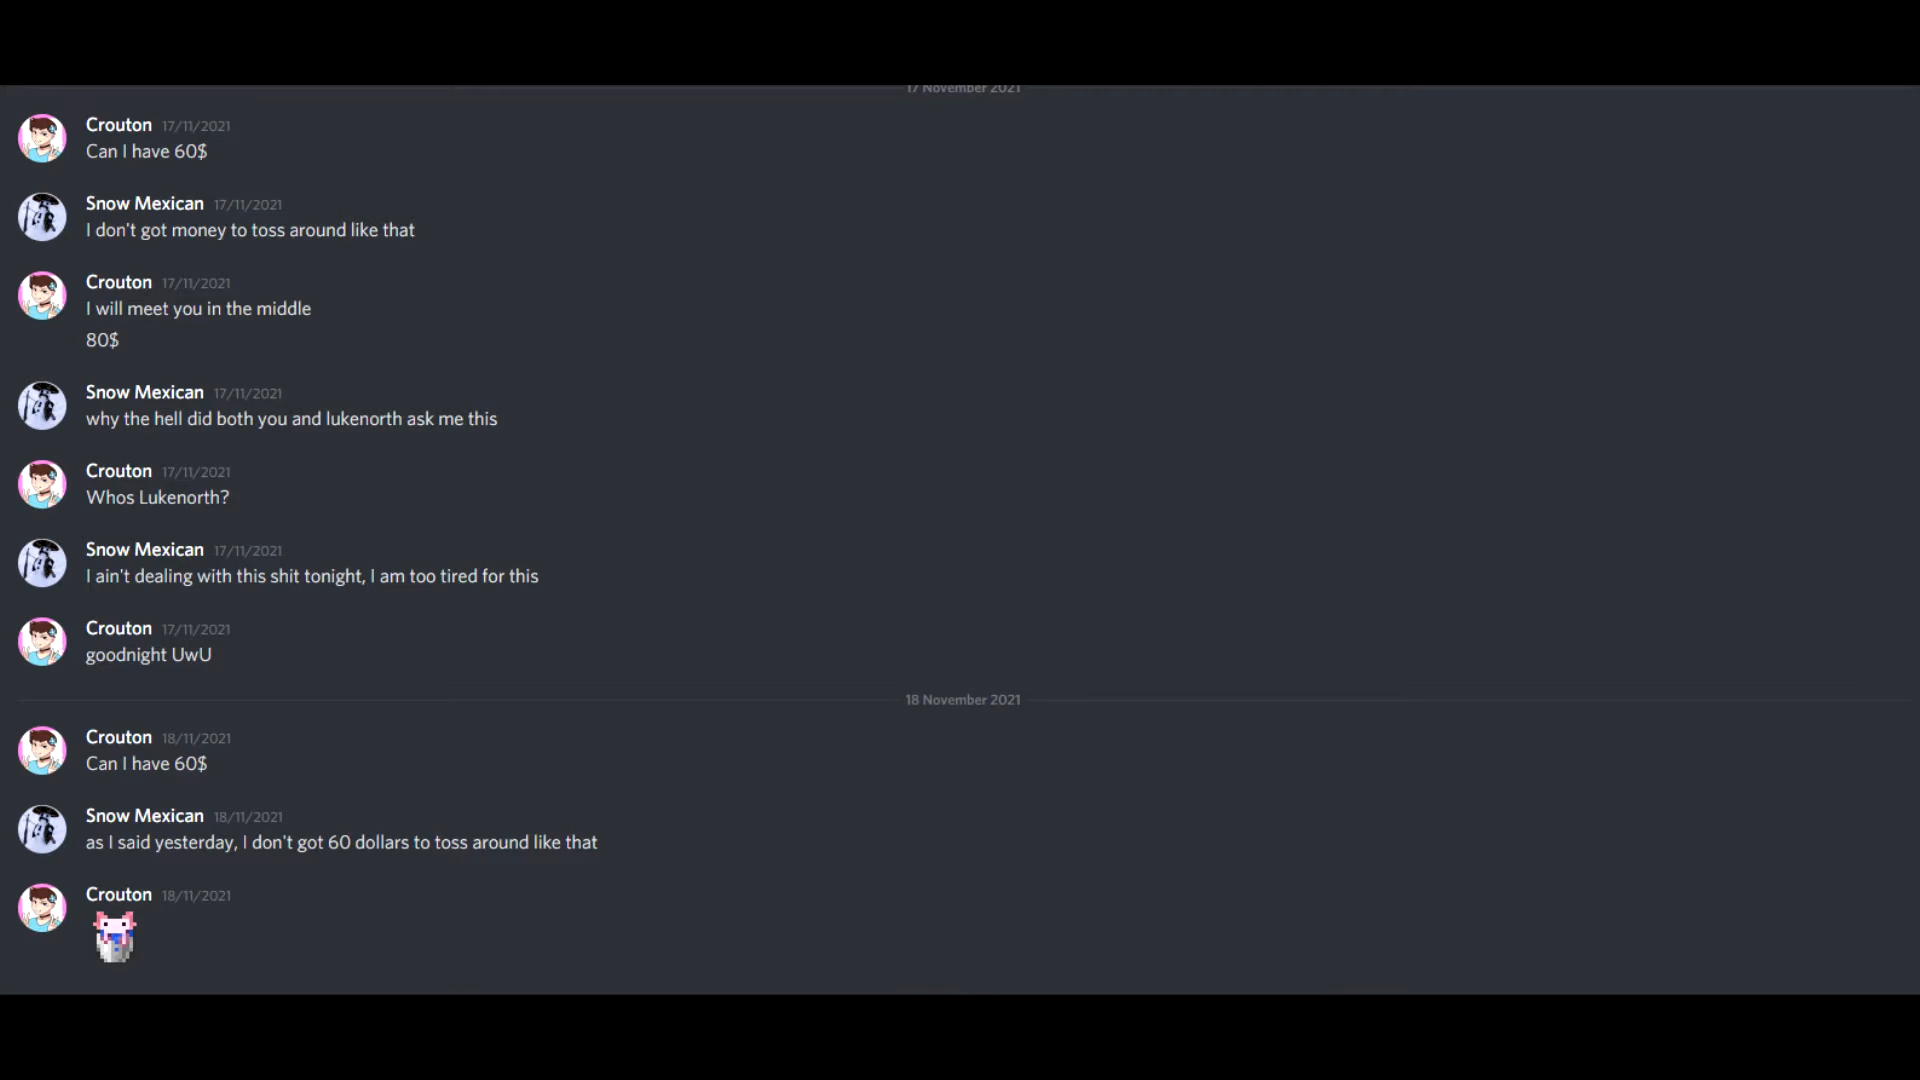 17 November 2021
Crouton 17/11/2021
Can I have 60$
Snow Mexican 17/11/2021
I don't got money to toss around like that
Crouton 17/11/2021
I will meet you in the middle
80$
Snow Mexican 17/11/2021
why the hell did both you and lukenorth ask me this
Crouton 17/11/2021
Whos Lukenorth?
Snow Mexican 17/11/2021
I ain't dealing with this shit tonight, I am too tired for this
Crouton 17/11/2021
goodnight UwU
18 November 2021
Crouton 18/11/2021
Can I have 60$
Snow Mexican 18/11/2021
as I said yesterday, I don't got 60 dollars to toss around like that
Crouton 18/11/2021